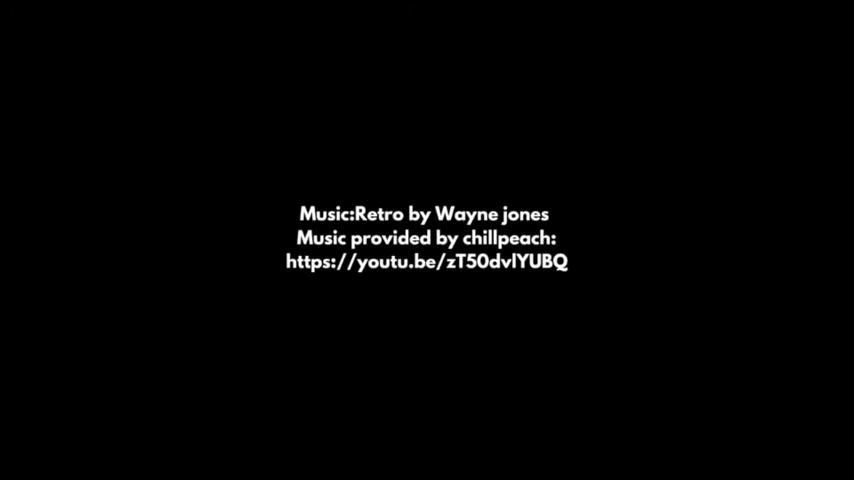 Music:Retro by Wayne jones
Music provided by chillpeach:
https://youtu.be/zT50dvlYUBQ